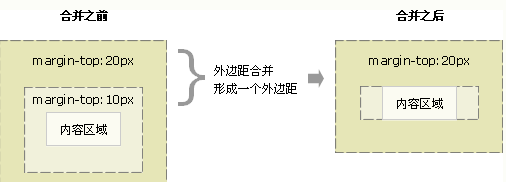 合并之前
合并之后
margin-top:20px
margin-top:10px
内容区域
外边距合并
形成一个外边距
margin-top:20px
内容区域